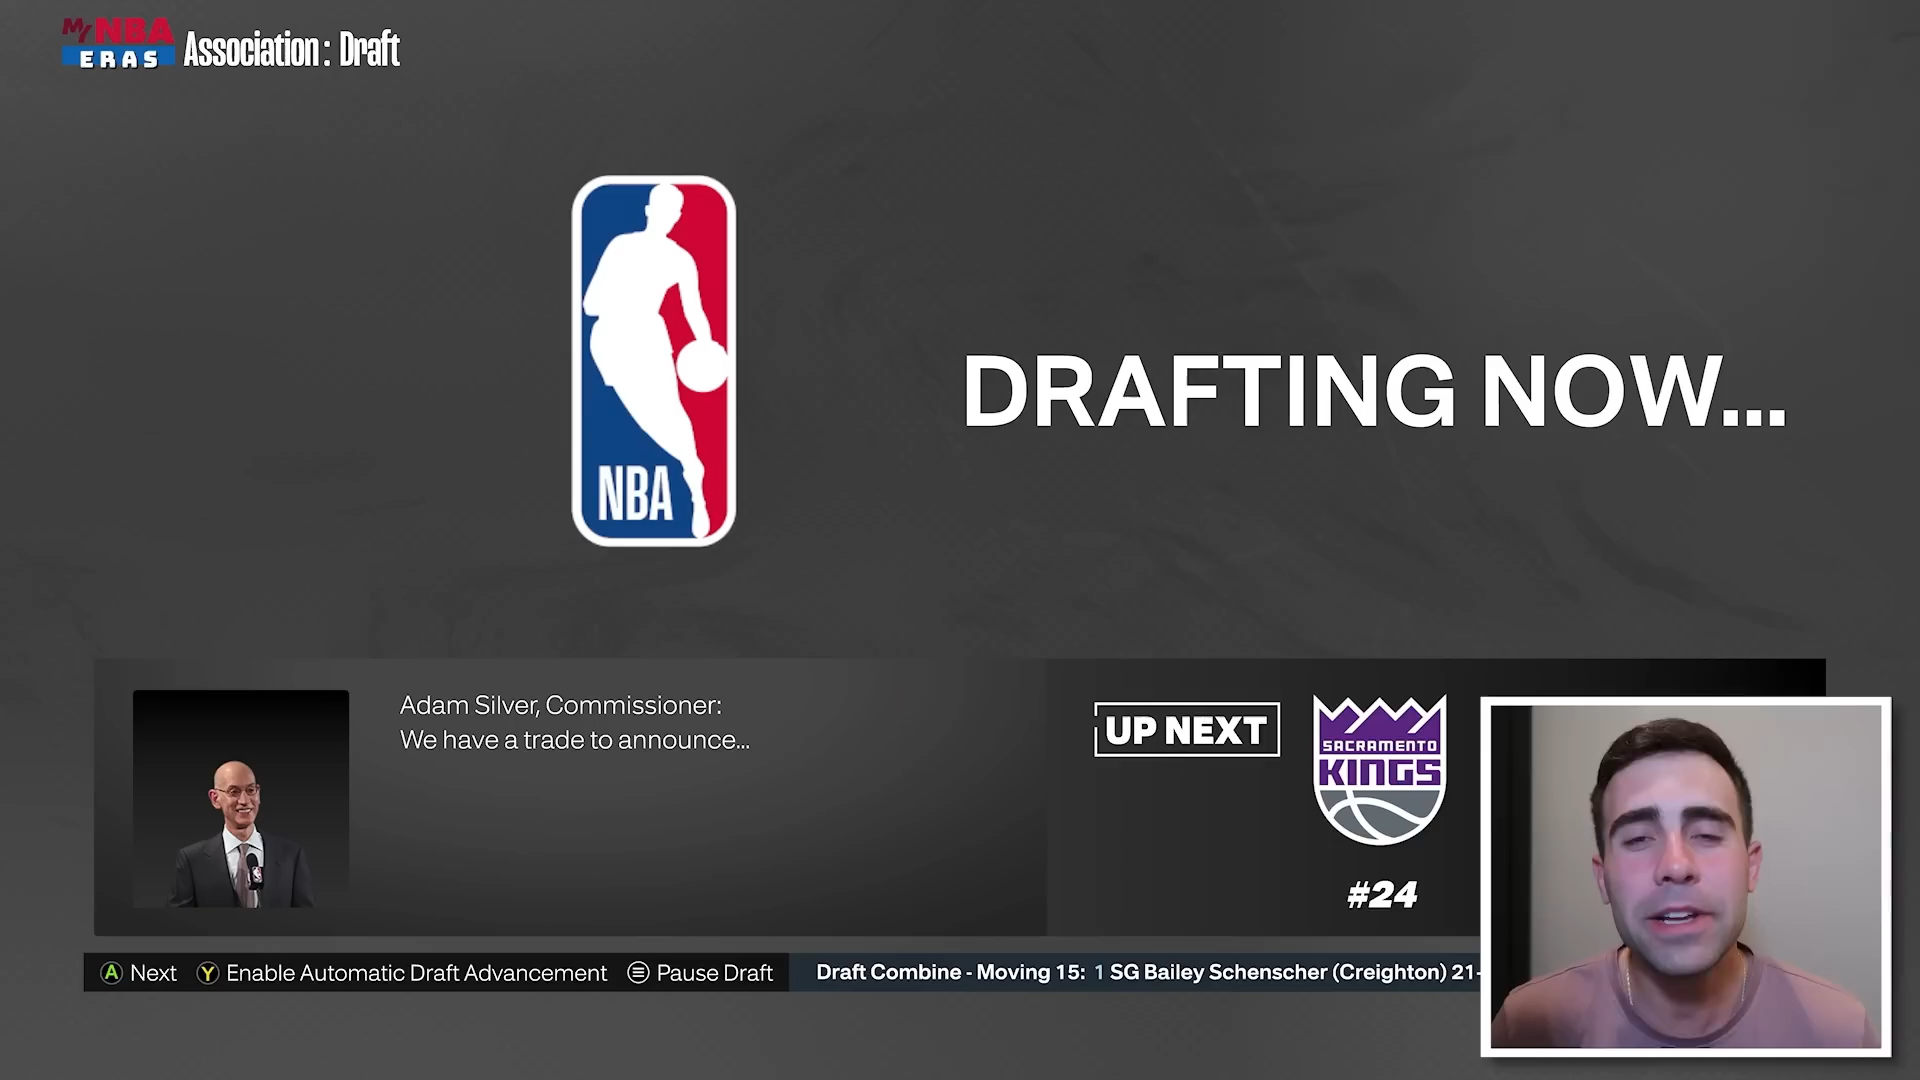 MyNBA
ERAS
Association : Draft
NBA
DRAFTING NOW...
Adam Silver, Commissioner:
We have a trade to announce...
UP NEXT
SACRAMENTO
KINGS
#24
A Next Y Enable Automatic Draft Advancement Pause Draft
Draft Combine - Moving 15: 1 SG Bailey Schenscher (Creighton) 21-